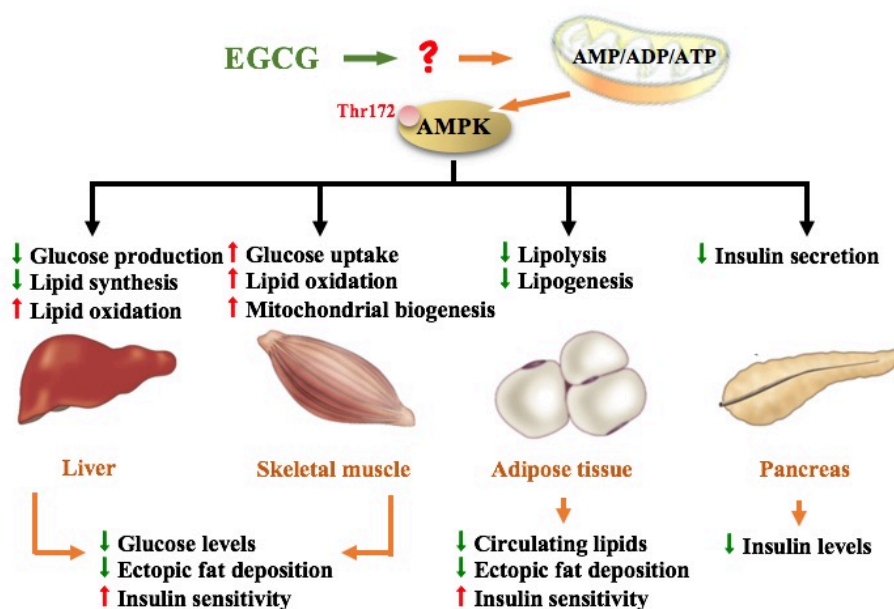 EGCG
?
AMP/ADP/ATP
Thr172
AMPK
↓ Glucose production
↓ Lipid synthesis
↑ Lipid oxidation
↑ Glucose uptake
↑ Lipid oxidation
↑ Mitochondrial biogenesis
↓ Lipolysis
↓ Lipogenesis
↓ Insulin secretion
Liver
Skeletal muscle
Adipose tissue
Pancreas
↓ Glucose levels
↓ Ectopic fat deposition
↑ Insulin sensitivity
↓ Circulating lipids
↓ Ectopic fat deposition
↑ Insulin sensitivity
↓ Insulin levels